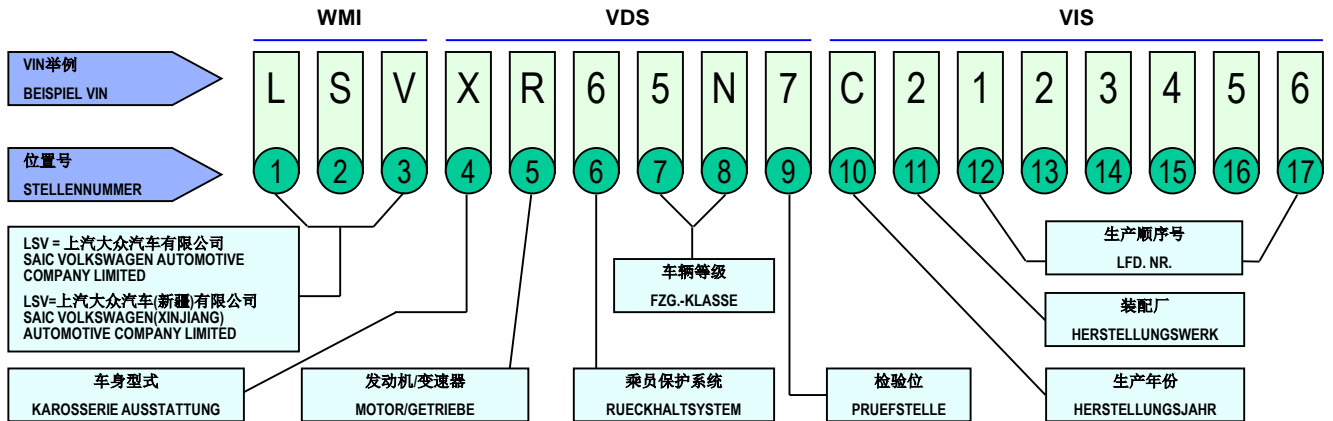 WMI
VDS
VIS
VIN举例
BEISPIEL VIN
L S V X R 6 5 N 7 C 2 1 2 3 4 5 6
位置号
STELLENNUMMER
1 2 3 4 5 6 7 8 9 10 11 12 13 14 15 16 17
LSV = 上汽大众汽车有限公司
SAIC VOLKSWAGEN AUTOMOTIVE
COMPANY LIMITED
LSV=上汽大众汽车(新疆)有限公司
SAIC VOLKSWAGEN(XINJIANG)
AUTOMOTIVE COMPANY LIMITED
车辆等级
FZG.-KLASSE
生产顺序号
LFD. NR.
装配厂
HERSTELLUNGSWERK
车身型式
KAROSSERIE AUSSTATTUNG
发动机/变速器
MOTOR/GETRIEBE
乘员保护系统
RUECKHALTSYSTEM
检验位
PRUEFSTELLE
生产年份
HERSTELLUNGSJAHR